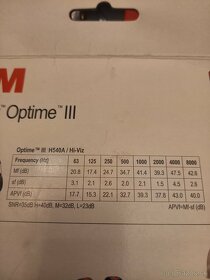 M
™ Optime™ III
Optime™ III H540A / Hi-Viz
Frequency (Hz) 63 125 250 500 1000 2000 4000 8000
Mf (dB) 20.8 17.4 24.7 34.7 41.4 39.3 47.5 42.6
sf (dB) 3.1 2.1 2.6 2.0 2.1 1.5 4.5 2.6
APVf (dB) 17.7 15.3 22.1 32.7 39.3 37.8 43.0 40.0
SNR=35dB H=40dB, M=32dB, L=23dB APVf=Mf-sf (dB)